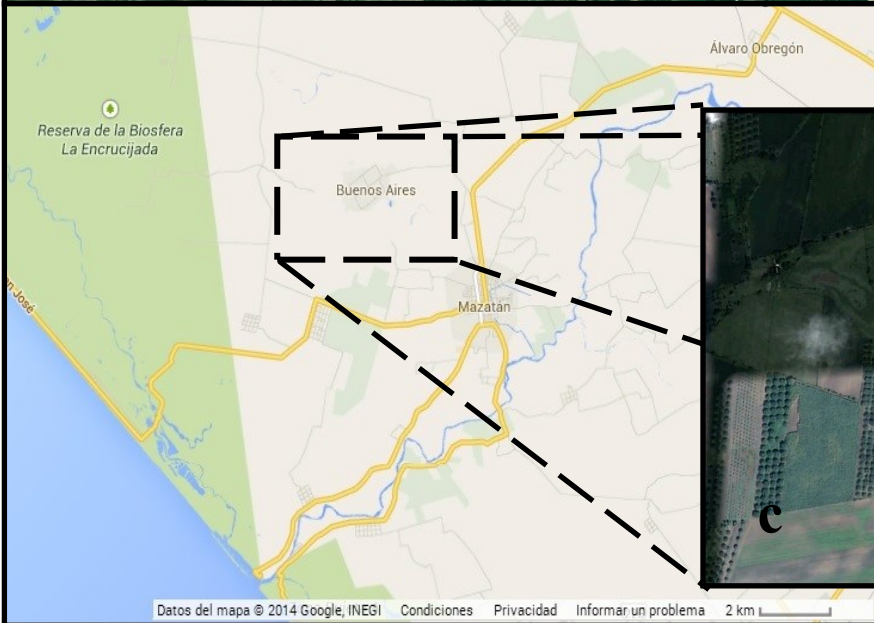 Álvaro Obregón
Reserva de la Biosfera
La Encrucijada
Buenos Aires
Mazatan
José
c
Datos del mapa © 2014 Google, INEGI Condiciones Privacidad Informar un problema 2 km